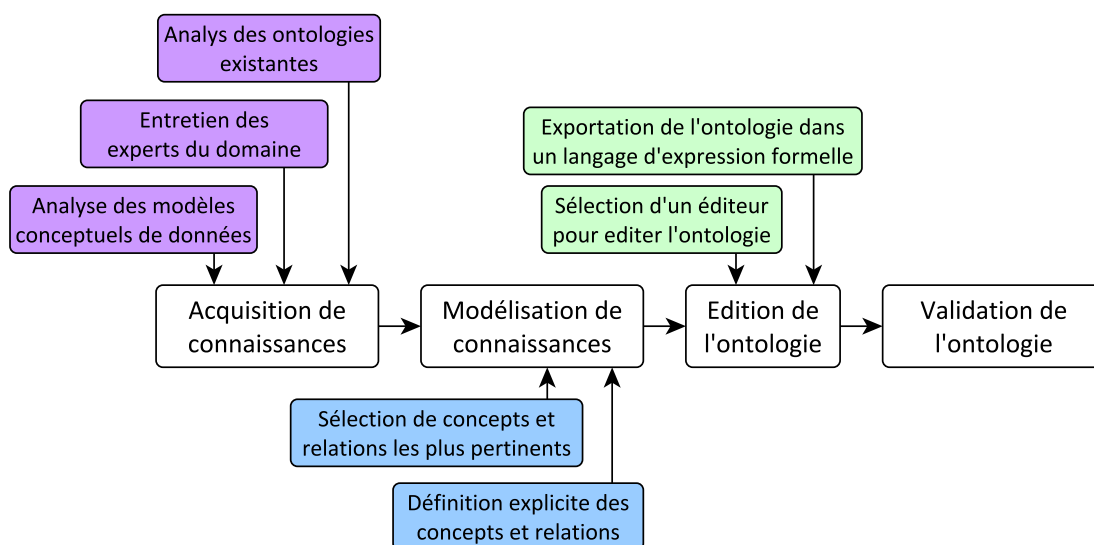 Analys des ontologies
existantes
Entretien des
experts du domaine
Exportation de l'ontologie dans
un langage d'expression formelle
Analyse des modèles
conceptuels de données
Sélection d'un éditeur
pour editer l'ontologie
Acquisition de
connaissances
Modélisation de
connaissances
Edition de
l'ontologie
Validation de
l'ontologie
Sélection de concepts et
relations les plus pertinents
Définition explicite des
concepts et relations